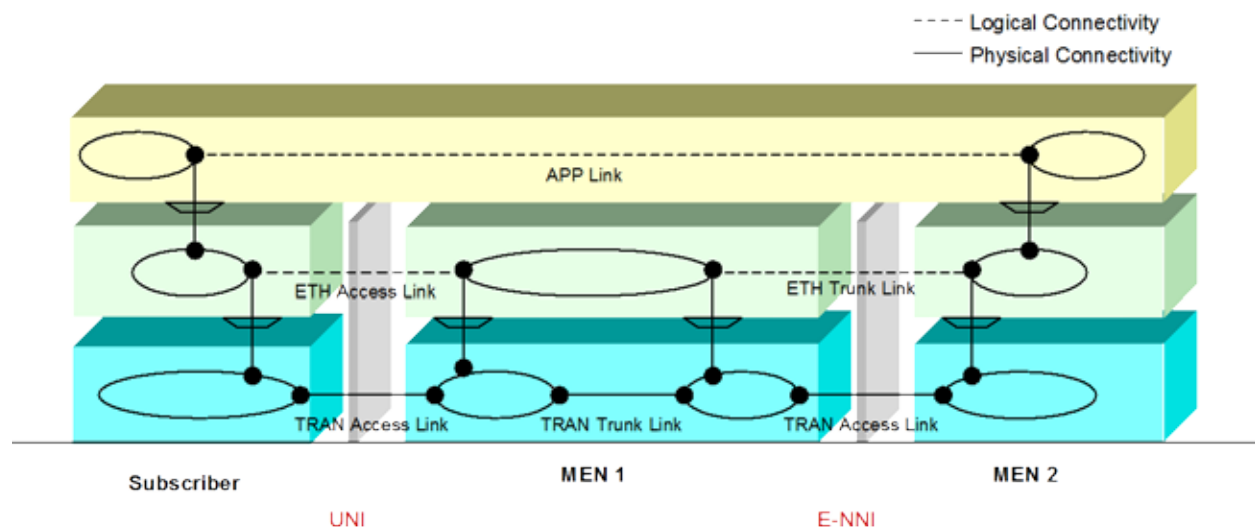 Logical Connectivity
Physical Connectivity
APP Link
ETH Access Link
ETH Trunk Link
TRAN Access Link
TRAN Trunk Link
TRAN Access Link
Subscriber
MEN 1
MEN 2
UNI
E-NNI